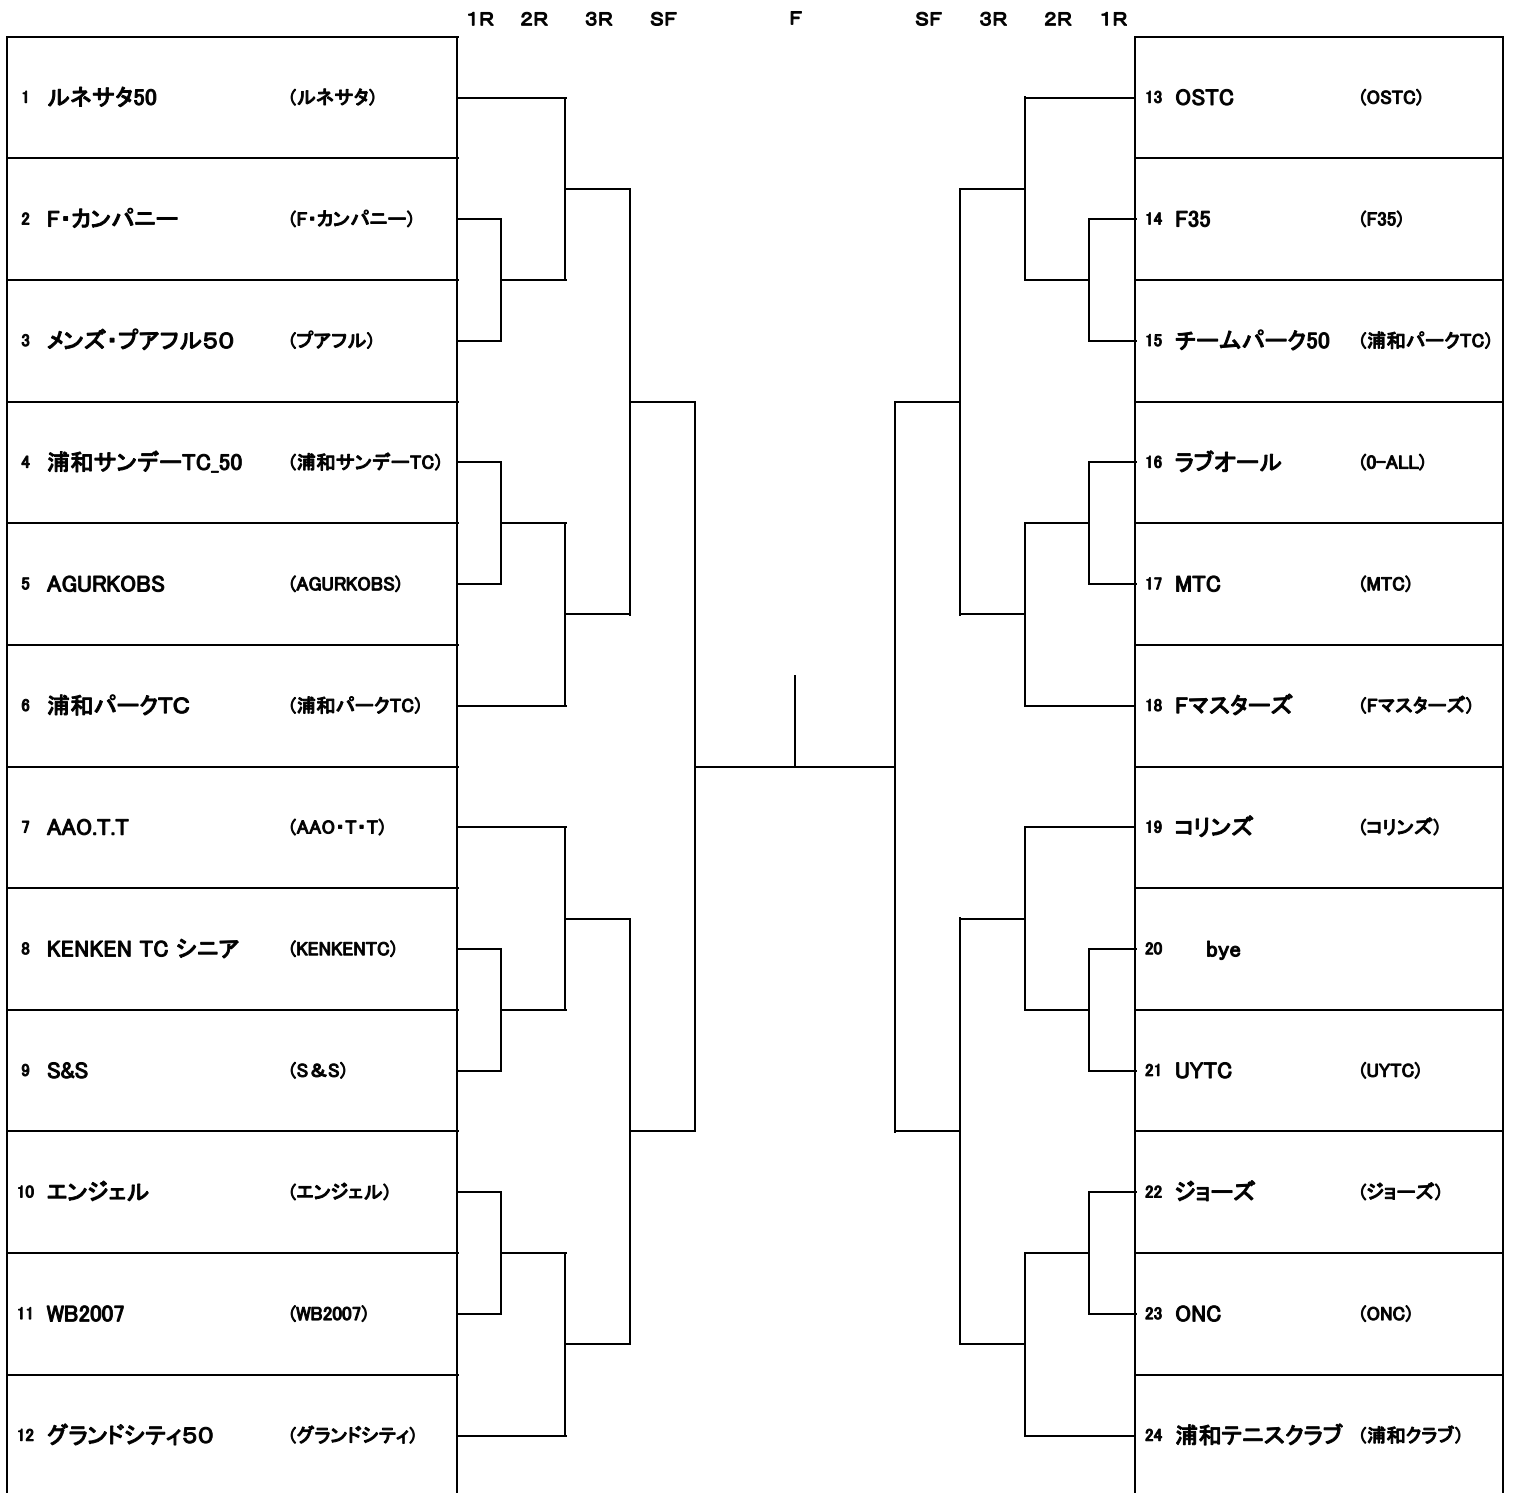 1R 2R 3R SF F SF 3R 2R 1R
1 ルネサタ50 (ルネサタ)
2 F・カンパニー (F・カンパニー)
3 メンズ・プアフル50 (プアフル)
4 浦和サンデーTC_50 (浦和サンデーTC)
5 AGURKOBS (AGURKOBS)
6 浦和パークTC (浦和パークTC)
7 AAO.T.T (AAO・T・T)
8 KENKEN TC シニア (KENKENTC)
9 S&S (S&S)
10 エンジェル (エンジェル)
11 WB2007 (WB2007)
12 グランドシティ50 (グランドシティ)
13 OSTC (OSTC)
14 F35 (F35)
15 チームパーク50 (浦和パークTC)
16 ラブオール (0-ALL)
17 MTC (MTC)
18 Fマスターズ (Fマスターズ)
19 コリンズ (コリンズ)
20 bye
21 UYTC (UYTC)
22 ジョーズ (ジョーズ)
23 ONC (ONC)
24 浦和テニスクラブ (浦和クラブ)